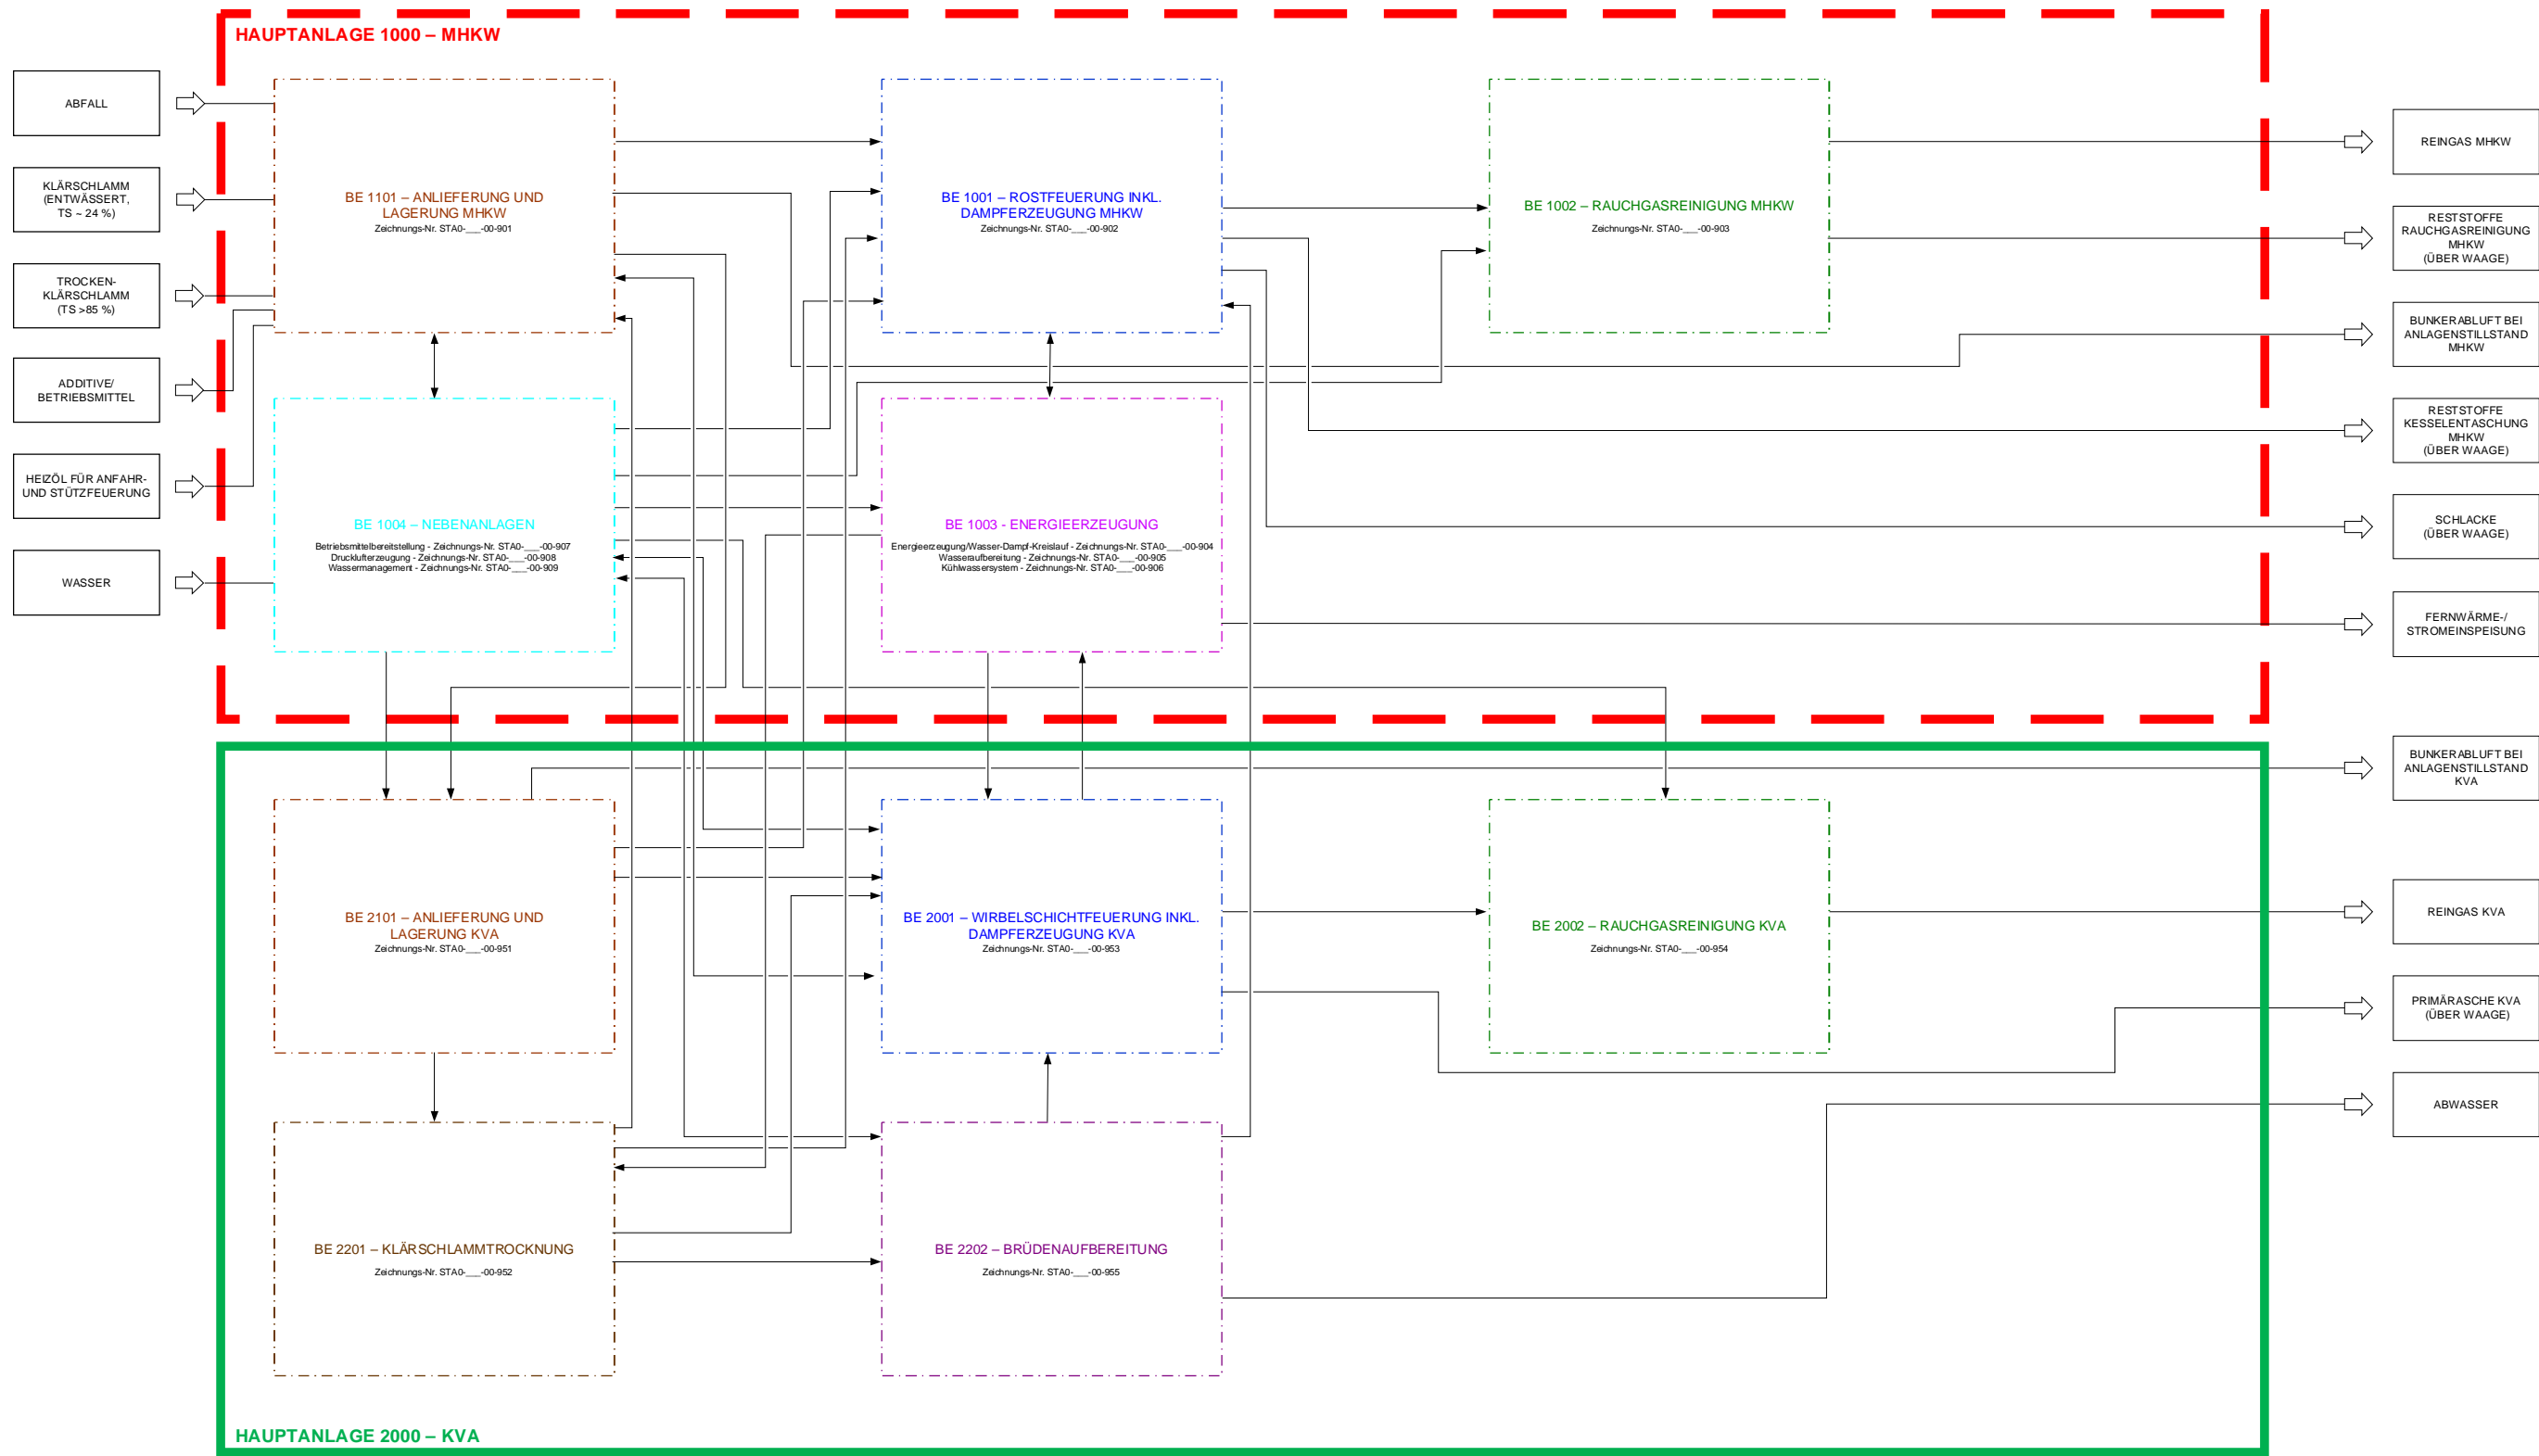 HAUPTANLAGE 1000 – MHKW
ABFALL
KLÄRSCHLAMM
(ENTWÄSSERT,
TS ~ 24 %)
TROCKEN-
KLÄRSCHLAMM
(TS >85 %)
ADDITIVE/
BETRIEBSMITTEL
HEIZÖL FÜR ANFAHR-
UND STÜTZFEUERUNG
WASSER
BE 1101 – ANLIEFERUNG UND
LAGERUNG MHKW
Zeichnungs-Nr. STA0-___-00-901
BE 1001 – ROSTFEUERUNG INKL.
DAMPFERZEUGUNG MHKW
Zeichnungs-Nr. STA0-___-00-902
BE 1002 – RAUCHGASREINIGUNG MHKW
Zeichnungs-Nr. STA0-___-00-903
BE 1004 – NEBENANLAGEN
Betriebsmittelbereitstellung - Zeichnungs-Nr. STA0-___-00-907
Drucklufterzeugung - Zeichnungs-Nr. STA0-___-00-908
Wassermanagement - Zeichnungs-Nr. STA0-___-00-909
BE 1003 - ENERGIEERZEUGUNG
Energieerzeugung/Wasser-Dampf-Kreislauf - Zeichnungs-Nr. STA0-___-00-904
Wasseraufbereitung - Zeichnungs-Nr. STA0-___-00-905
Kühlwassersystem - Zeichnungs-Nr. STA0-___-00-906
REINGAS MHKW
RESTSTOFFE
RAUCHGASREINIGUNG
MHKW
(ÜBER WAAGE)
BUNKERABLUFT BEI
ANLAGENSTILLSTAND
MHKW
RESTSTOFFE
KESSELENTASCHUNG
MHKW
(ÜBER WAAGE)
SCHLACKE
(ÜBER WAAGE)
FERNWÄRME-/
STROMEINSPEISUNG
BUNKERABLUFT BEI
ANLAGENSTILLSTAND
KVA
BE 2101 – ANLIEFERUNG UND
LAGERUNG KVA
Zeichnungs-Nr. STA0-___-00-951
BE 2001 – WIRBELSCHICHTFEUERUNG INKL.
DAMPFERZEUGUNG KVA
Zeichnungs-Nr. STA0-___-00-953
BE 2002 – RAUCHGASREINIGUNG KVA
Zeichnungs-Nr. STA0-___-00-954
REINGAS KVA
PRIMÄRASCHE KVA
(ÜBER WAAGE)
ABWASSER
BE 2201 – KLÄRSCHLAMMTROCKNUNG
Zeichnungs-Nr. STA0-___-00-952
BE 2202 – BRÜDENAUFBEREITUNG
Zeichnungs-Nr. STA0-___-00-955
HAUPTANLAGE 2000 – KVA